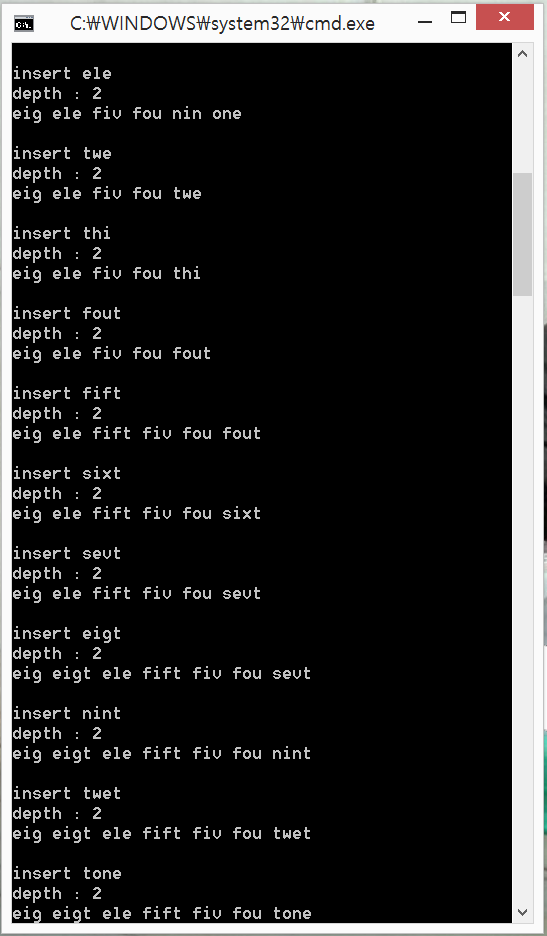 C:₩WINDOWS₩system32₩cmd.exe
insert ele
depth : 2
eig ele fiv fou nin one
insert twe
depth : 2
eig ele fiv fou twe
insert thi
depth : 2
eig ele fiv fou thi
insert fout
depth : 2
eig ele fiv fou fout
insert fift
depth : 2
eig ele fift fiv fou fout
insert sixt
depth : 2
eig ele fift fiv fou sixt
insert sevt
depth : 2
eig ele fift fiv fou sevt
insert eigt
depth : 2
eig eigt ele fift fiv fou sevt
insert nint
depth : 2
eig eigt ele fift fiv fou nint
insert twet
depth : 2
eig eigt ele fift fiv fou twet
insert tone
depth : 2
eig eigt ele fift fiv fou tone